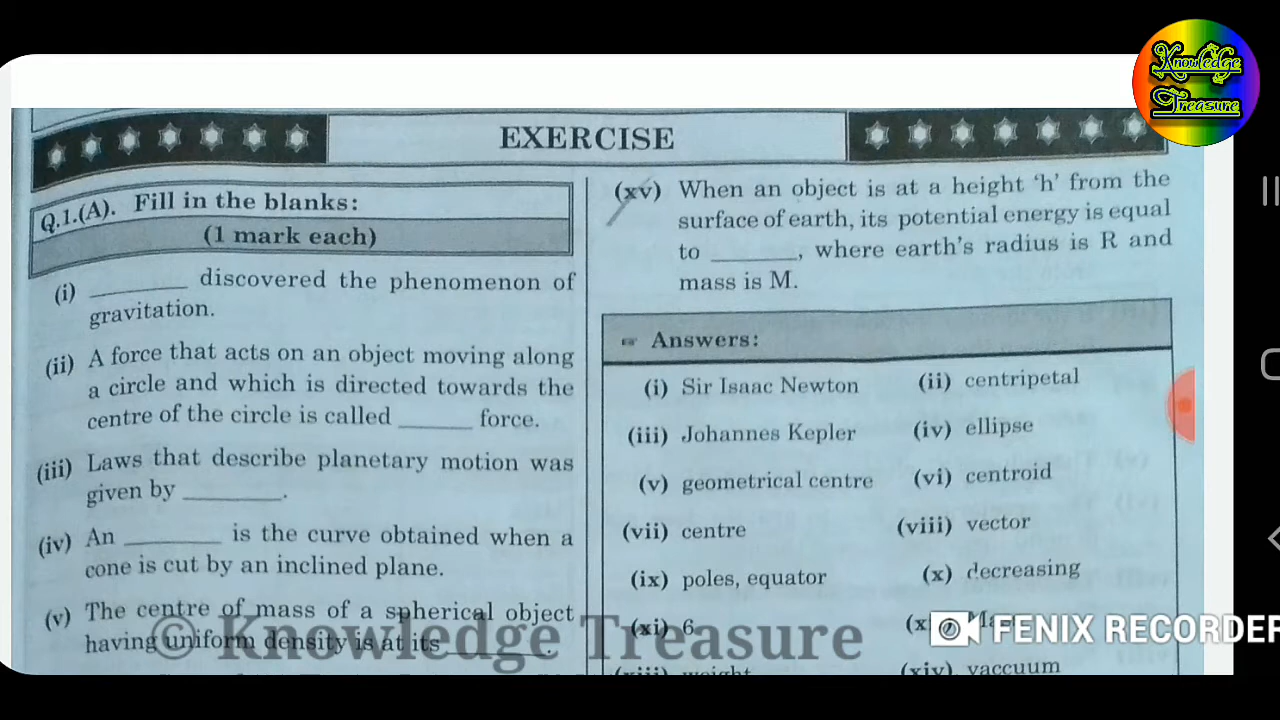 Knowledge
Treasure
EXERCISE
Q.1.(A). Fill in the blanks:
(1 mark each)
(i) ________ discovered the phenomenon of
gravitation.
(ii) A force that acts on an object moving along
a circle and which is directed towards the
centre of the circle is called ______ force.
(iii) Laws that describe planetary motion was
given by ________.
(iv) An ________ is the curve obtained when a
cone is cut by an inclined plane.
(v) The centre of mass of a spherical object
having uniform density is at its ________.
(xv) When an object is at a height 'h' from the
surface of earth, its potential energy is equal
to _______, where earth's radius is R and
mass is M.
☞ Answers:
(i) Sir Isaac Newton (ii) centripetal
(iii) Johannes Kepler (iv) ellipse
(v) geometrical centre (vi) centroid
(vii) centre (viii) vector
(ix) poles, equator (x) decreasing
(xi) 6
(xiii) weight (xiv) vaccuum
© Knowledge Treasure
FENIX RECORDER